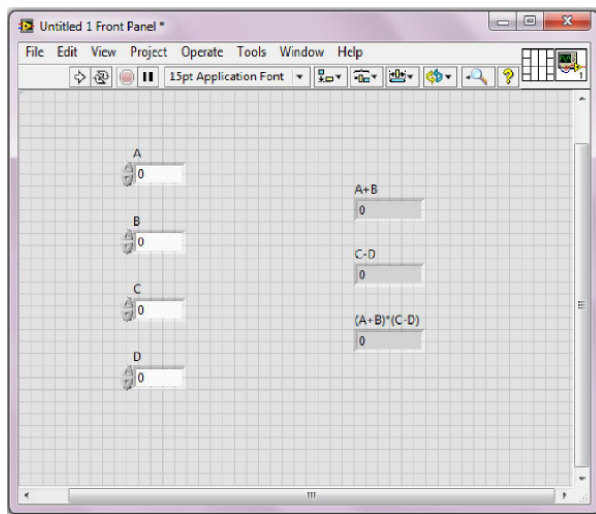 Untitled 1 Front Panel *
File Edit View Project Operate Tools Window Help
15pt Application Font
1
A
0
B
0
C
0
D
0
A+B
0
C-D
0
(A+B)*(C-D)
0